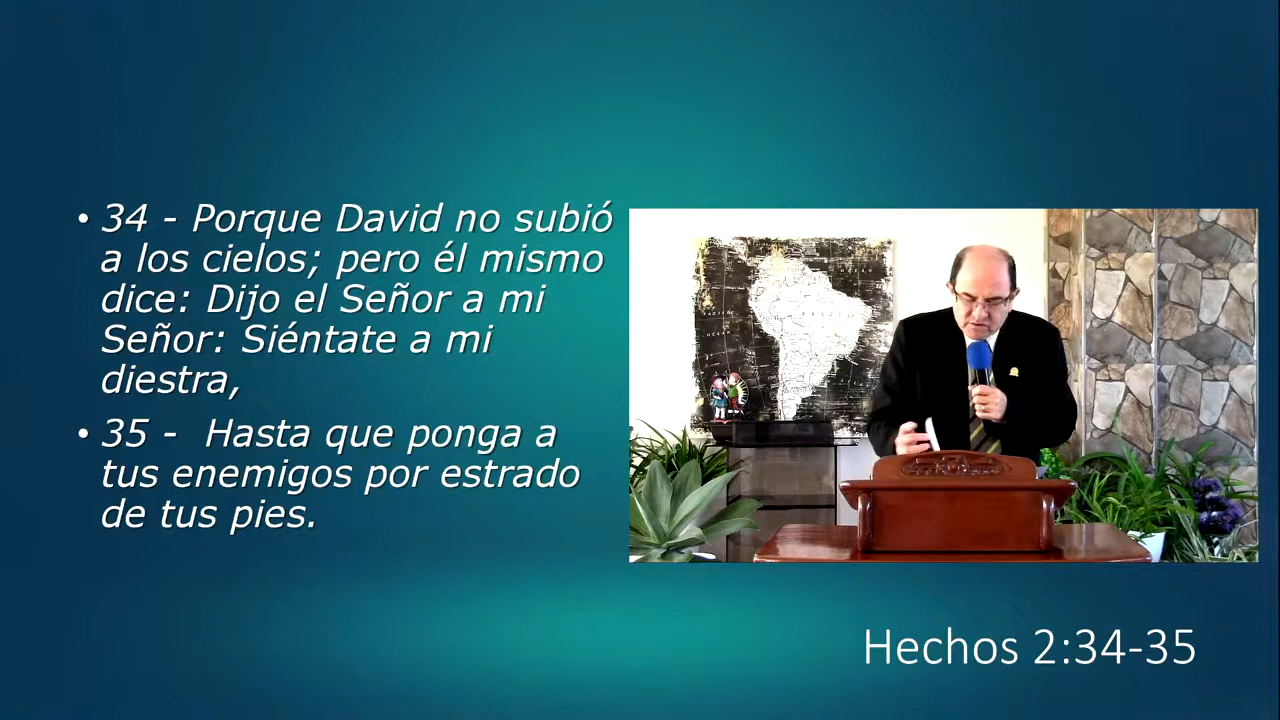 • 34 - Porque David no subió
a los cielos; pero él mismo
dice: Dijo el Señor a mi
Señor: Siéntate a mi
diestra,
• 35 -  Hasta que ponga a
tus enemigos por estrado
de tus pies.
Hechos 2:34-35